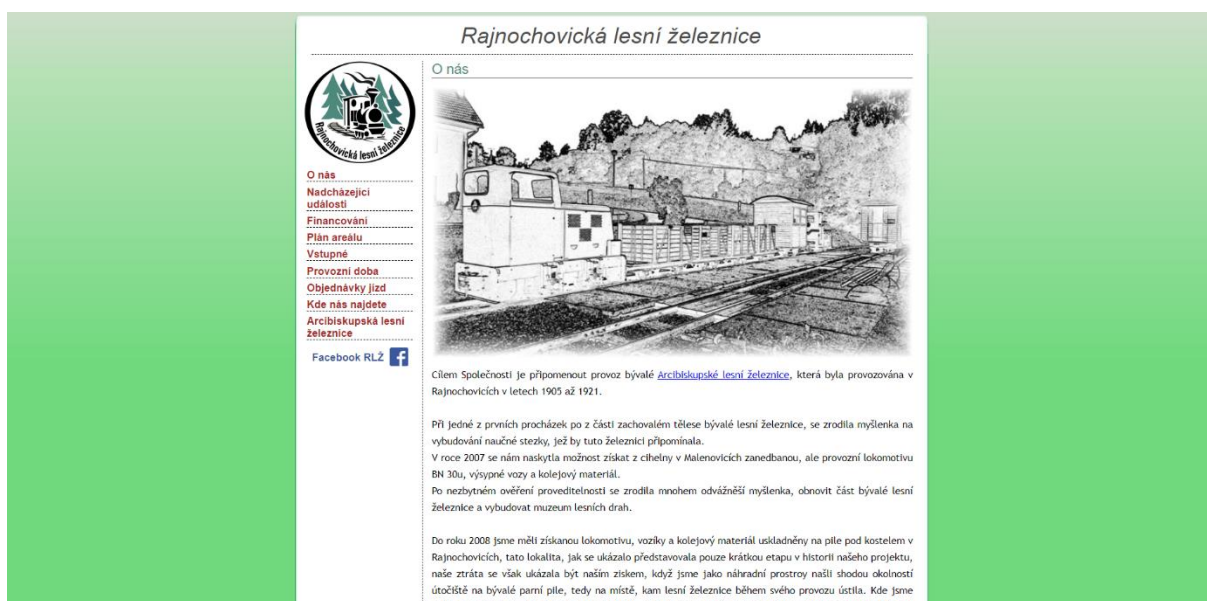 Rajnochovická lesní železnice
Rajnochovická lesní železnice
O nás
Nadcházející
události
Financování
Plán areálu
Vstupné
Provozní doba
Objednávky jízd
Kde nás najdete
Arcibiskupská lesní
železnice
Facebook RLŽ
O nás
Cílem Společnosti je připomenout provoz bývalé Arcibiskupské lesní železnice, která byla provozována v
Rajnochovicích v letech 1905 až 1921.
Při jedné z prvních procházek po z části zachovalém tělese bývalé lesní železnice, se zrodila myšlenka na
vybudování naučné stezky, jež by tuto železnici připomínala.
V roce 2007 se nám naskytla možnost získat z cihelny v Malenovicích zanedbanou, ale provozní lokomotivu
BN 30u, výsypné vozy a kolejový materiál.
Po nezbytném ověření proveditelnosti se zrodila mnohem odvážněší myšlenka, obnovit část bývalé lesní
železnice a vybudovat muzeum lesních drah.
Do roku 2008 jsme měli získanou lokomotivu, vozíky a kolejový materiál uskladněny na pile pod kostelem v
Rajnochovicích, tato lokalita, jak se ukázalo představovala pouze krátkou etapu v historii našeho projektu,
naše ztráta se však ukázala být naším ziskem, když jsme jako náhradní prostroy našli shodou okolností
útočiště na bývalé parní pile, tedy na místě, kam lesní železnice během svého provozu ústila. Kde jsme